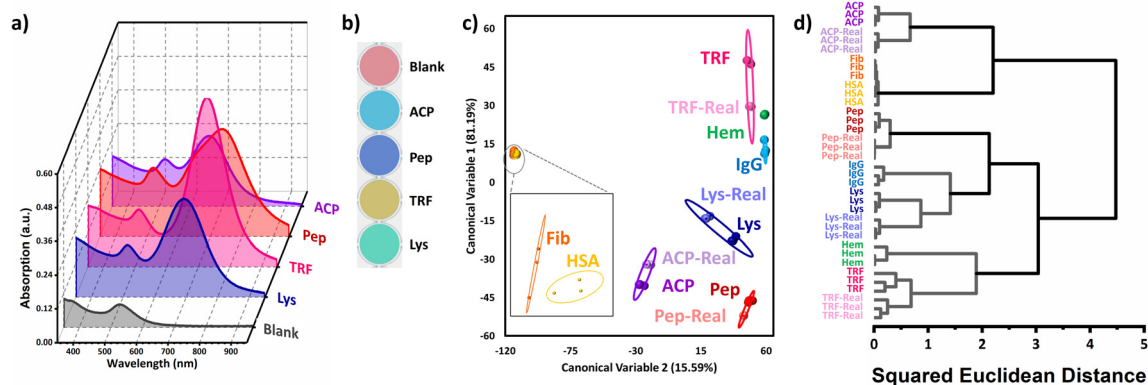 a)
0.60
0.48
0.36
0.24
0.12
0.00
Absorption (a.u.)
400 500 600 700 800 900
Wavelength (nm)
ACP
Pep
TRF
Lys
Blank
b)
Blank
ACP
Pep
TRF
Lys
c)
60
45
30
15
0
-15
-30
-45
-60
Canonical Variable 1 (81.19%)
-120 -75 -30 15 60
Canonical Variable 2 (15.59%)
TRF
TRF-Real
Hem
IgG
Lys-Real
Lys
ACP-Real
ACP
Pep
Pep-Real
Fib
HSA
d)
ACP
ACP
ACP
ACP-Real
ACP-Real
ACP-Real
Fib
Fib
Fib
HSA
HSA
HSA
Pep
Pep
Pep
Pep-Real
Pep-Real
Pep-Real
IgG
IgG
IgG
Lys
Lys
Lys
Lys-Real
Lys-Real
Lys-Real
Hem
Hem
Hem
TRF
TRF
TRF
TRF-Real
TRF-Real
TRF-Real
0 1 2 3 4 5
Squared Euclidean Distance